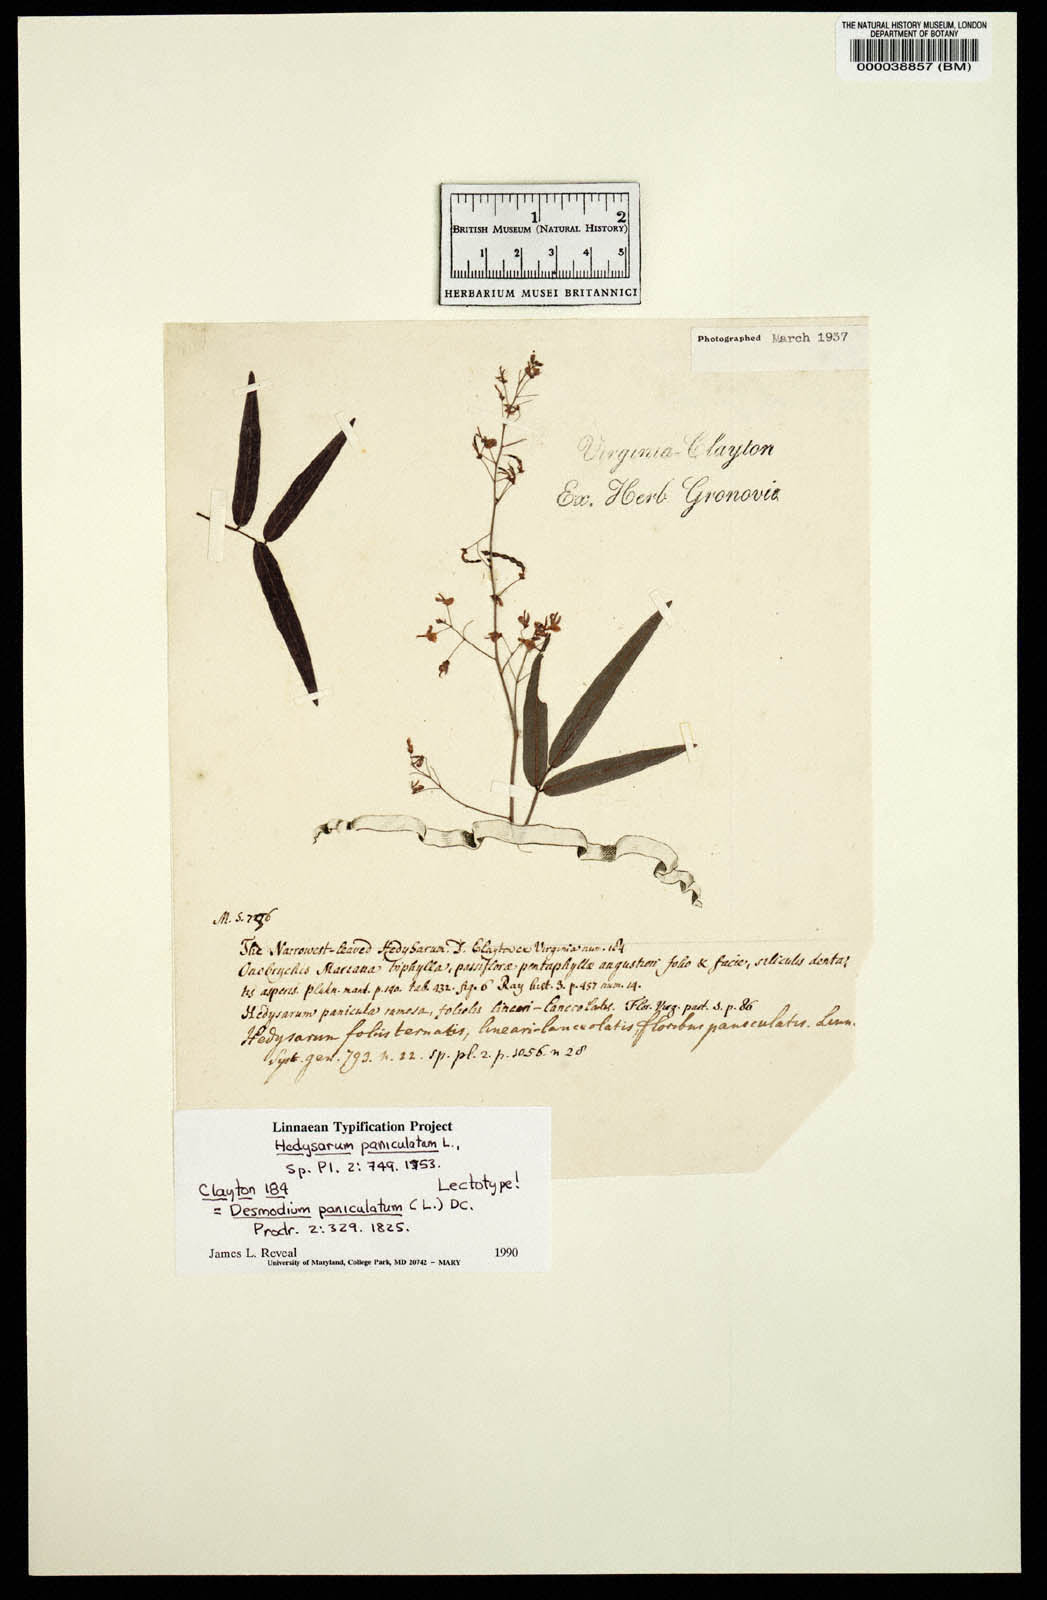 THE NATURAL HISTORY MUSEUM, LONDON
DEPARTMENT OF BOTANY
000038857 (BM)
1 2
BRITISH MUSEUM (NATURAL HISTORY)
1 2 3 4 5
HERBARIUM MUSEI BRITANNICI
Photographed March 1937
Virginia-Clayton
Ex. Herb Gronovii
M. S. 7256
The Narrowest-leaved Hedysarum. D. Clayton ex Virginia num. 184
Onobrychis Mariana triphylla, passifloræ pentaphyllæ angustiori folio & facie, siliculis denta:
tis asperis. Plukn. mant. p. 140. tab. 432. fig. 6 Ray hist. 3. p. 457 num. 14.
Hedysarum panicula ramosa, foliolis lineari-Lanceolatis. Flor. Virg. part. 3. p. 86
Hedysarum foliis ternatis, lineari-lanceolatis, floribus paniculatis. Linn.
Syst. gen. 793. n. 22. Sp. pl. 2. p. 1056. n 28
Linnaean Typification Project
Hedysarum paniculatum L.,
Sp. Pl. 2: 749. 1753.
Clayton 184 Lectotype!
= Desmodium paniculatum (L.) DC.
Prodr. 2: 329. 1825.
James L. Reveal 1990
University of Maryland, College Park, MD 20742 – MARY